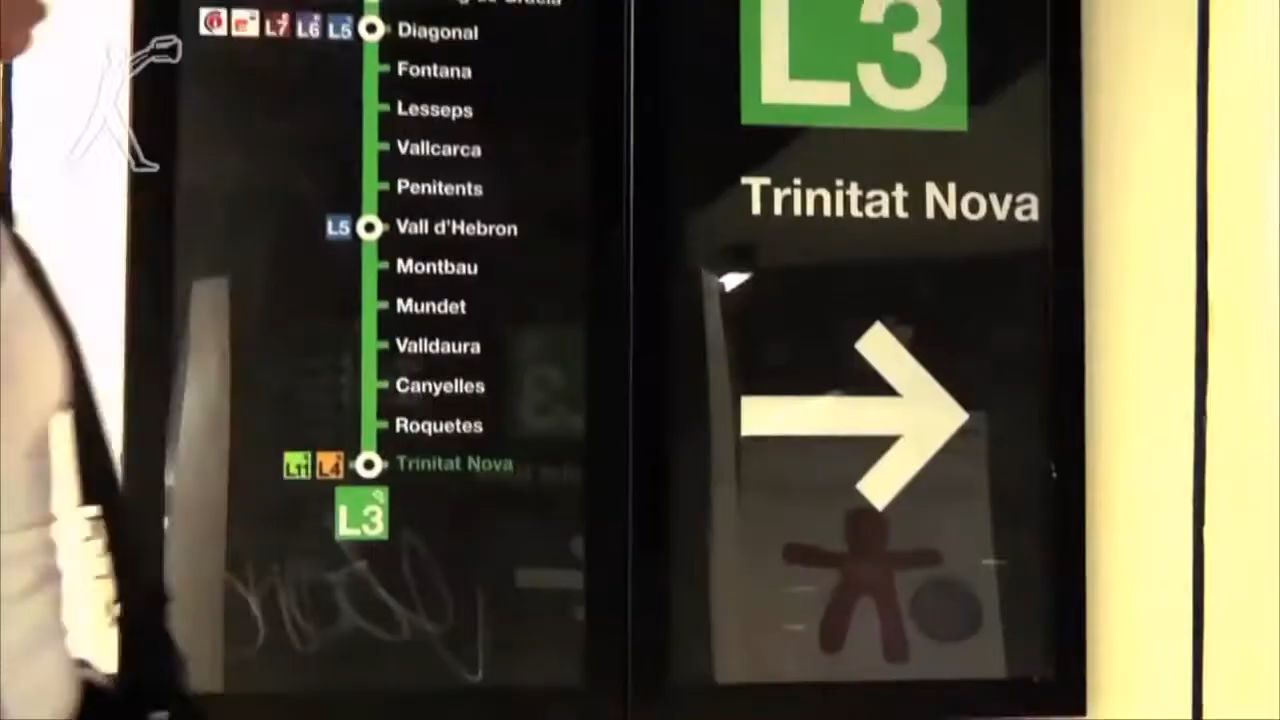 L7 L6 L5 Diagonal
Fontana
Lesseps
Vallcarca
Penitents
L5 Vall d'Hebron
Montbau
Mundet
Valldaura
Canyelles
Roquetes
L11 L4 Trinitat Nova
L3
L3
Trinitat Nova